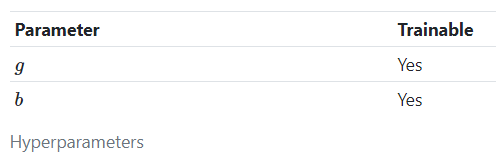 Parameter Trainable
g Yes
b Yes
Hyperparameters